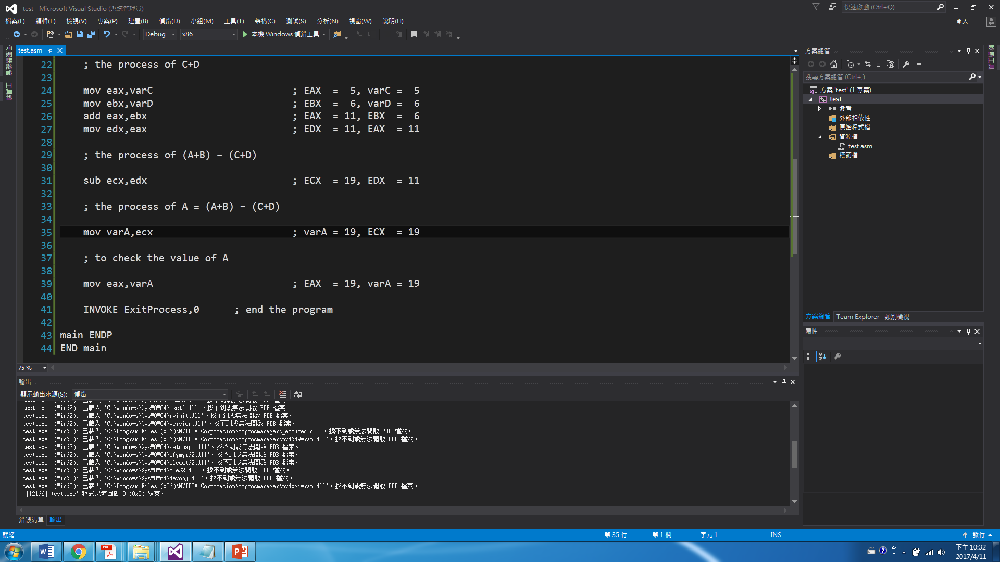 test - Microsoft Visual Studio (系統管理員)
快速啟動 (Ctrl+Q)
檔案(F) 編輯(E) 檢視(V) 專案(P) 建置(B) 偵錯(D) 小組(M) 工具(T) 架構(C) 測試(S) 分析(N) 視窗(W) 說明(H)
登入
Debug x86 本機 Windows 偵錯工具
伺服器總管
工具箱
test.asm
22 ; the process of C+D
23
24 mov eax,varC ; EAX = 5, varC = 5
25 mov ebx,varD ; EBX = 6, varD = 6
26 add eax,ebx ; EAX = 11, EBX = 6
27 mov edx,eax ; EDX = 11, EAX = 11
28
29 ; the process of (A+B) - (C+D)
30
31 sub ecx,edx ; ECX = 19, EDX = 11
32
33 ; the process of A = (A+B) - (C+D)
34
35 mov varA,ecx ; varA = 19, ECX = 19
36
37 ; to check the value of A
38
39 mov eax,varA ; EAX = 19, varA = 19
40
41 INVOKE ExitProcess,0 ; end the program
42
43 main ENDP
44 END main
75 %
輸出
顯示輸出來源(S): 偵錯
test.exe' (Win32): 已載入 'C:\Windows\SysWOW64\msctf.dll'。找不到或無法開啟 PDB 檔案。
test.exe' (Win32): 已載入 'C:\Windows\SysWOW64\nvinit.dll'。找不到或無法開啟 PDB 檔案。
test.exe' (Win32): 已載入 'C:\Windows\SysWOW64\version.dll'。找不到或無法開啟 PDB 檔案。
test.exe' (Win32): 已載入 'C:\Program Files (x86)\NVIDIA Corporation\coprocmanager\_etoured.dll'。找不到或無法開啟 PDB 檔案。
test.exe' (Win32): 已載入 'C:\Program Files (x86)\NVIDIA Corporation\coprocmanager\nvd3d9wrap.dll'。找不到或無法開啟 PDB 檔案。
test.exe' (Win32): 已載入 'C:\Windows\SysWOW64\setupapi.dll'。找不到或無法開啟 PDB 檔案。
test.exe' (Win32): 已載入 'C:\Windows\SysWOW64\cfgmgr32.dll'。找不到或無法開啟 PDB 檔案。
test.exe' (Win32): 已載入 'C:\Windows\SysWOW64\oleaut32.dll'。找不到或無法開啟 PDB 檔案。
test.exe' (Win32): 已載入 'C:\Windows\SysWOW64\ole32.dll'。找不到或無法開啟 PDB 檔案。
test.exe' (Win32): 已載入 'C:\Windows\SysWOW64\devobj.dll'。找不到或無法開啟 PDB 檔案。
test.exe' (Win32): 已載入 'C:\Program Files (x86)\NVIDIA Corporation\coprocmanager\nvdxgiwrap.dll'。找不到或無法開啟 PDB 檔案。
'[12136] test.exe' 程式以返回碼 0 (0x0) 結束。
錯誤清單 輸出
方案總管
搜尋方案總管 (Ctrl+;)
方案 'test' (1 專案)
test
參考
外部相依性
原始程式檔
資源檔
test.asm
標頭檔
方案總管 Team Explorer 類別檢視
屬性
診斷工具
就緒 第 35 行 第 1 欄 字元 1 INS 發行
下午 10:32
2017/4/11